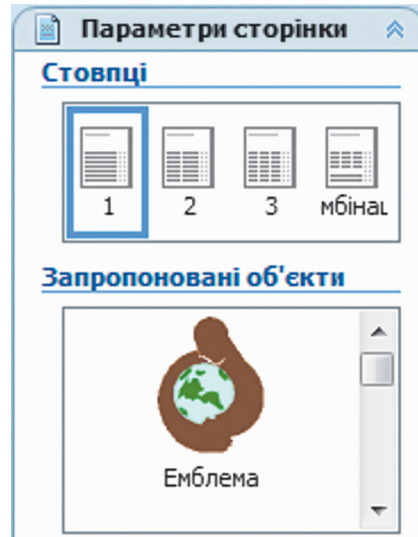 Параметри сторінки
Стовпці
1 2 3 мбінац
Запропоновані об'єкти
Емблема